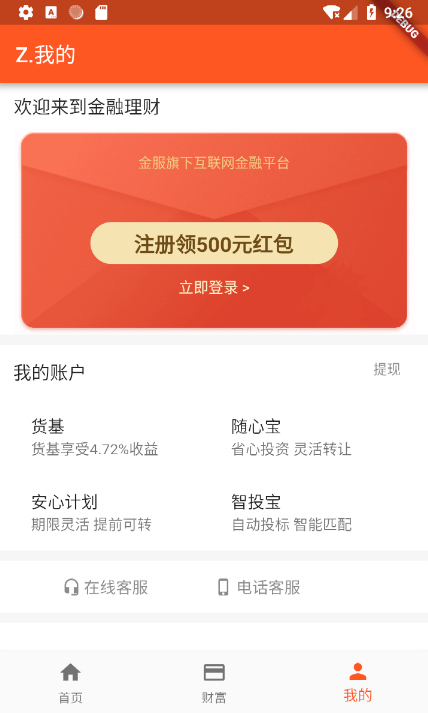 9:26
DEBUG
Z.我的
欢迎来到金融理财
金服旗下互联网金融平台
注册领500元红包
立即登录 >
我的账户
提现
货基
随心宝
货基享受4.72%收益
省心投资 灵活转让
安心计划
智投宝
期限灵活 提前可转
自动投标 智能匹配
在线客服
电话客服
首页
财富
我的